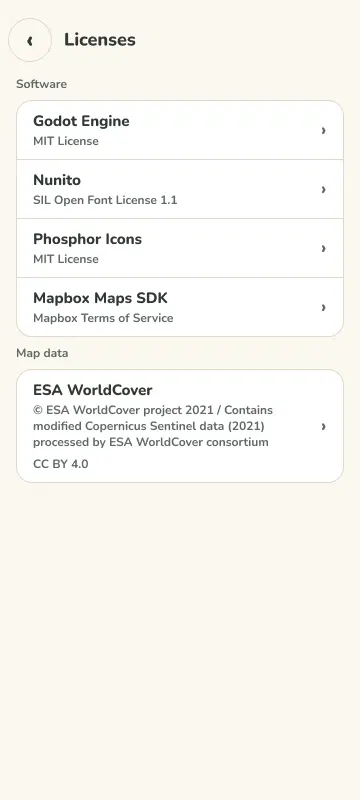 Licenses
Software
Godot Engine
MIT License
Nunito
SIL Open Font License 1.1
Phosphor Icons
MIT License
Mapbox Maps SDK
Mapbox Terms of Service
Map data
ESA WorldCover
© ESA WorldCover project 2021 / Contains
modified Copernicus Sentinel data (2021)
processed by ESA WorldCover consortium
CC BY 4.0